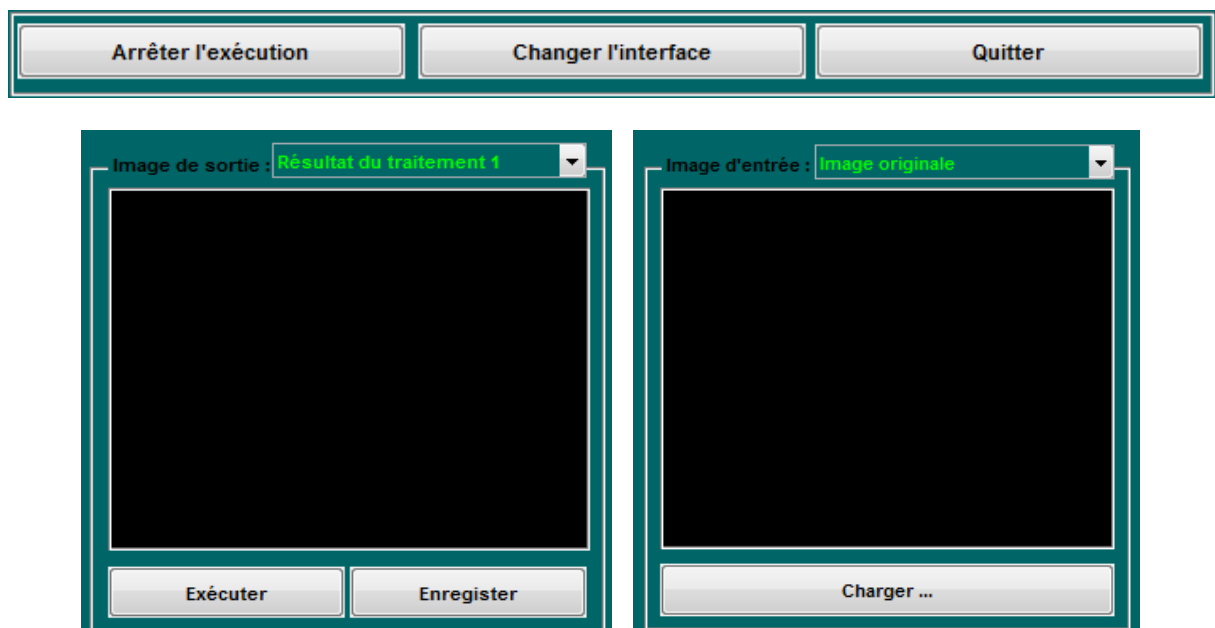 Arrêter l'exécution Changer l'interface Quitter
Image de sortie : Résultat du traitement 1
Exécuter Enregister
Image d'entrée : Image originale
Charger ...